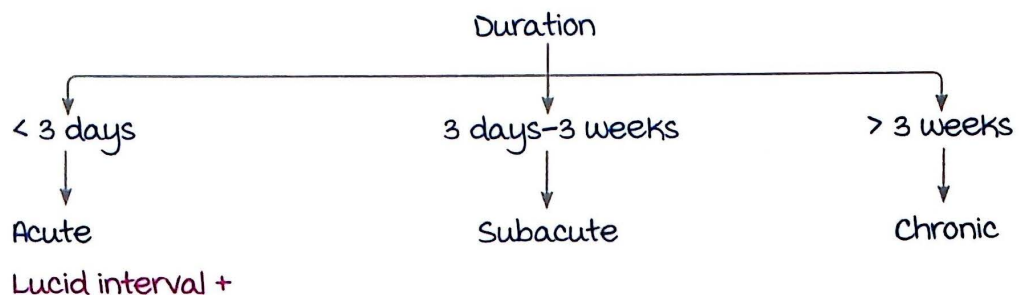 Duration
< 3 days 3 days-3 weeks > 3 weeks
Acute Subacute Chronic
Lucid interval +